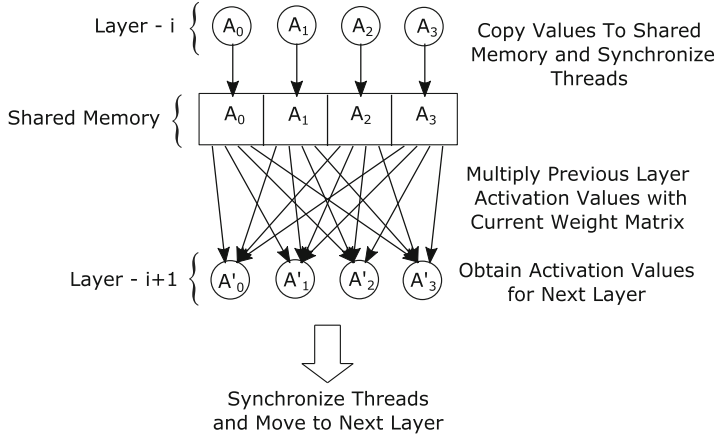 Layer - i
A0 A1 A2 A3
Copy Values To Shared
Memory and Synchronize
Threads
Shared Memory
A0 A1 A2 A3
Multiply Previous Layer
Activation Values with
Current Weight Matrix
Layer - i+1
A'0 A'1 A'2 A'3
Obtain Activation Values
for Next Layer
Synchronize Threads
and Move to Next Layer